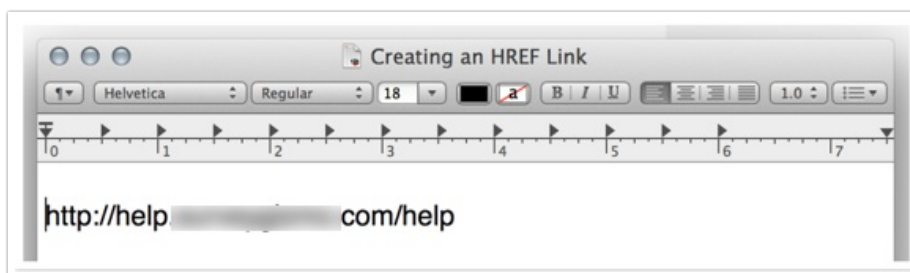 Creating an HREF Link
Helvetica Regular 18 a B I U 1.0
0 1 2 3 4 5 6 7
http://help. com/help